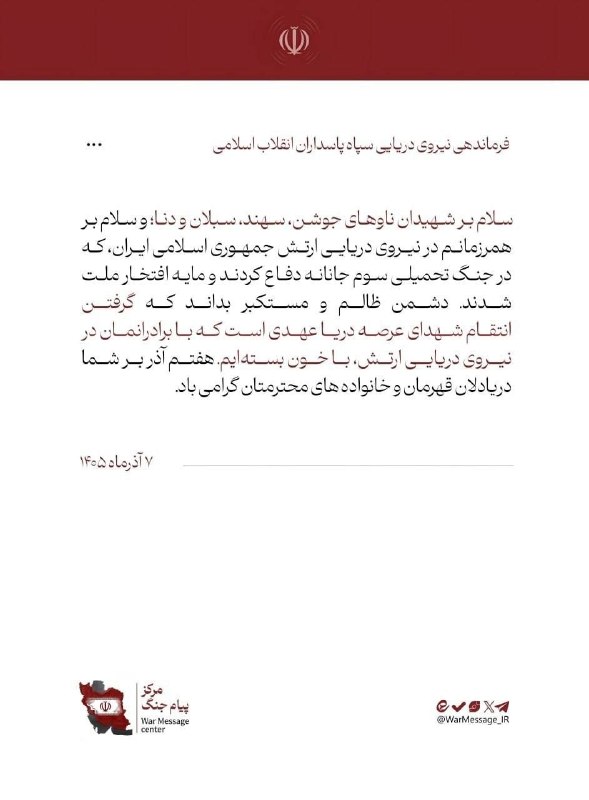 فرماندهی نیروی دریایی سپاه پاسداران انقلاب اسلامی
...
سلام بر شهیدان ناوهای جوشن، سهند، سبلان و دنا؛ و سلام بر
همرزمانم در نیروی دریایی ارتش جمهوری اسلامی ایران، که
در جنگ تحمیلی سوم جانانه دفاع کردند و مایه افتخار ملت
شدند. دشمن ظالم و مستکبر بداند که گرفتن
انتقام شهدای عرصه دریا عهدی است که با برادرانمان در
نیروی دریایی ارتش، با خون بسته‌ایم. هفتم آذر بر شما
دریادلان قهرمان و خانواده های محترمتان گرامی باد.
۷ آذرماه ۱۴۰۵
مرکز
پیام جنگ
War Message
center
@WarMessage_IR